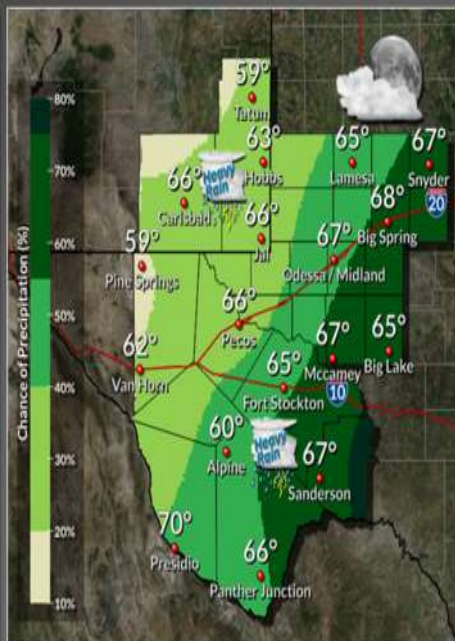 59°
Tatum
80%
63°
65°
67°
Hobbs
Lamesa
Snyder
Heavy
Rain
70%
66°
Carlsbad
68°
20
Big Spring
66°
Jal
67°
Odessa / Midland
60%
59°
Pine Springs
Chance of Precipitation (%)
50%
66°
Pecos
67°
Mccamey
65°
Big Lake
62°
Van Horn
65°
Fort Stockton
10
40%
60°
Alpine
Heavy
Rain
30%
67°
Sanderson
20%
70°
Presidio
66°
Panther Junction
10%